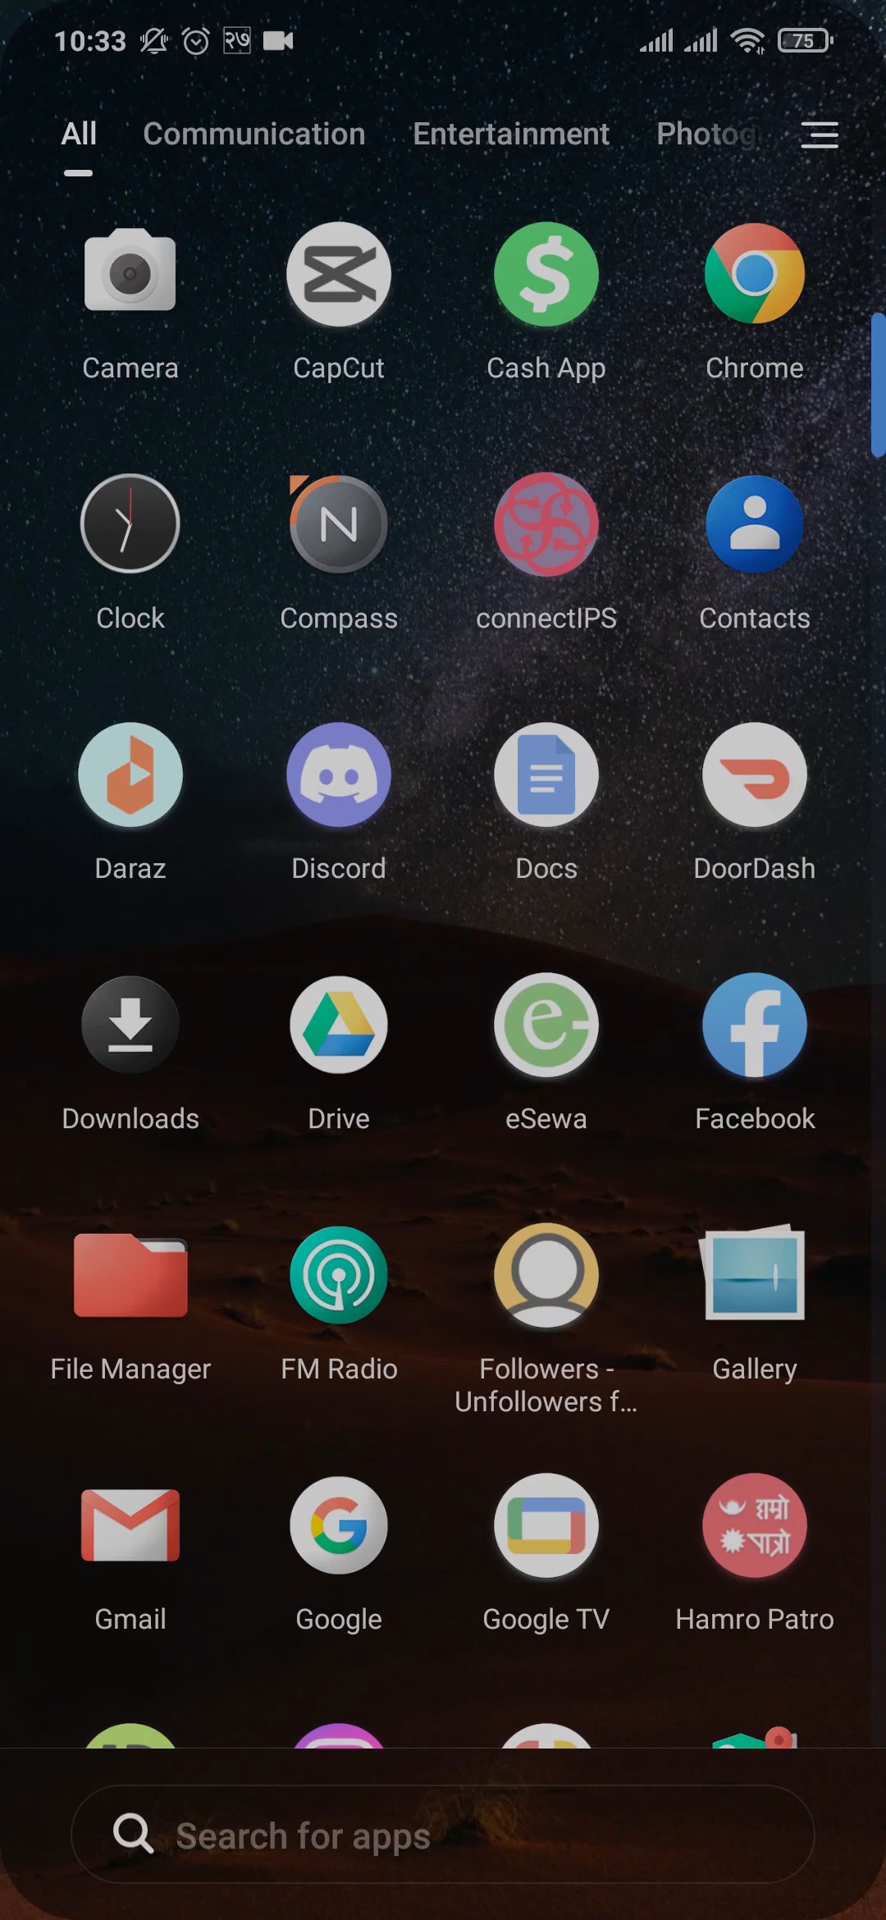 10:33 २७ 75
All Communication Entertainment Photog
Camera CapCut Cash App Chrome
N
Clock Compass connectIPS Contacts
Daraz Discord Docs DoorDash
Downloads Drive eSewa Facebook
File Manager FM Radio Followers - Gallery
Unfollowers f...
हाम्रो
पात्रो
Gmail Google Google TV Hamro Patro
Search for apps